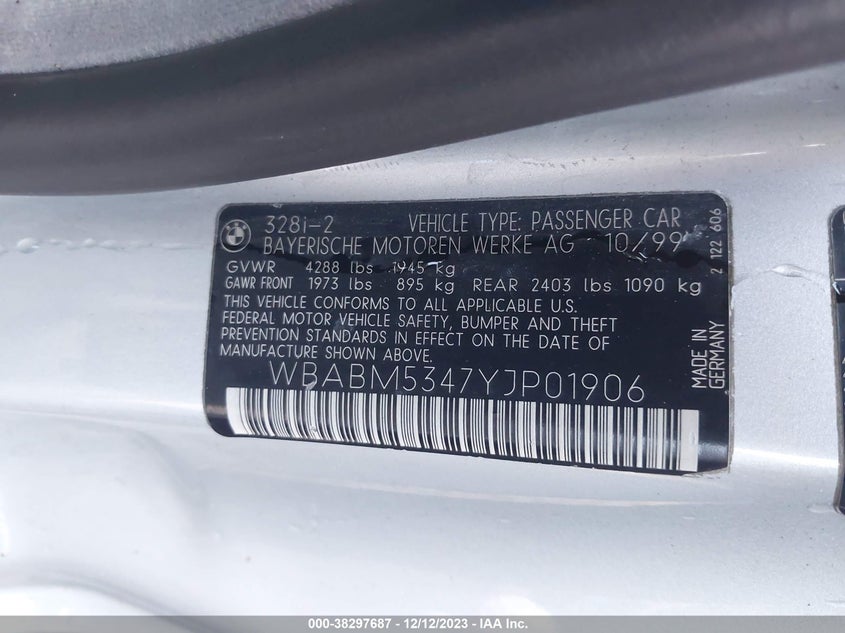 328i-2 VEHICLE TYPE: PASSENGER CAR
BAYERISCHE MOTOREN WERKE AG 10/99
GVWR 4288 lbs 1945 kg
GAWR FRONT 1973 lbs 895 kg REAR 2403 lbs 1090 kg
THIS VEHICLE CONFORMS TO ALL APPLICABLE U.S.
FEDERAL MOTOR VEHICLE SAFETY, BUMPER AND THEFT
PREVENTION STANDARDS IN EFFECT ON THE DATE OF
MANUFACTURE SHOWN ABOVE.
WBABM5347YJP01906
2 122 606
MADE IN
GERMANY
000-38297687 - 12/12/2023 - IAA Inc.